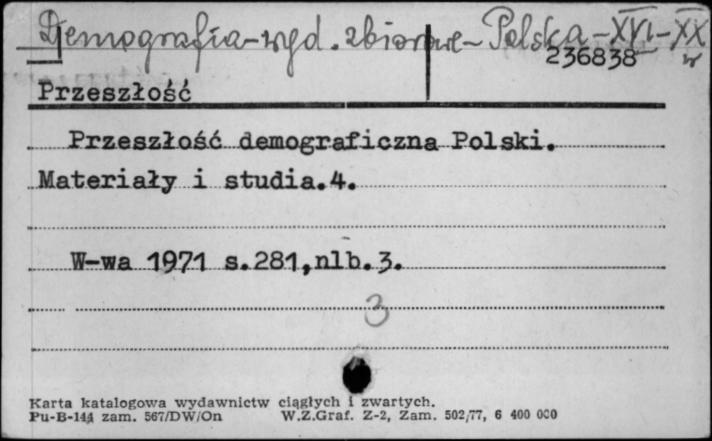 Demografia-wyd. zbiorowe-Polska-XVI-XX w
236838
Przeszłość
Przeszłość demograficzna Polski.
Materiały i studia.4.
W-wa 1971 s.281,nlb.3.
3
Karta katalogowa wydawnictw ciągłych i zwartych.
Pu-B-144 zam. 567/DW/On W.Z.Graf. Z-2, Zam. 502/77, 6 400 000